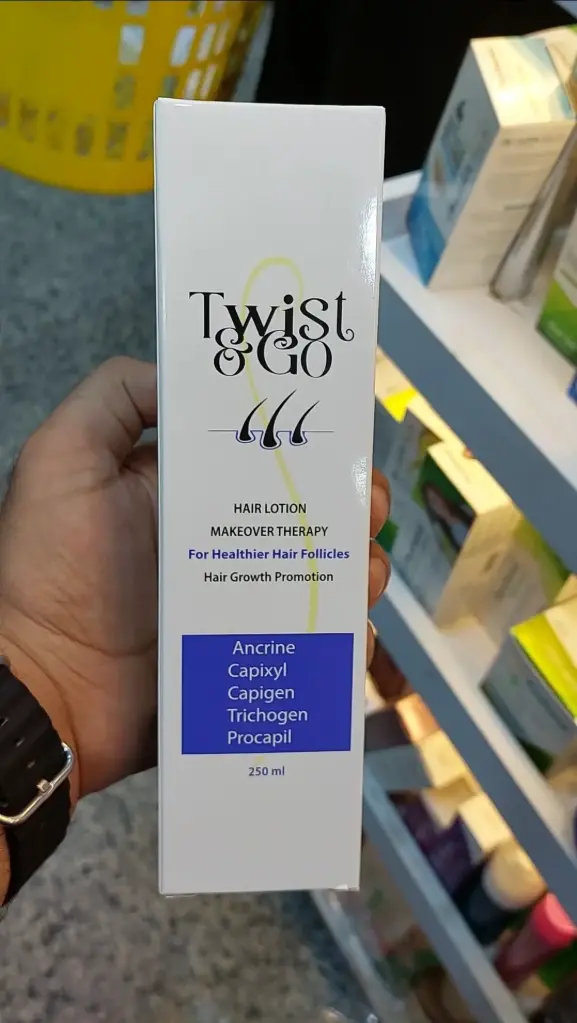 Twist
& Go
HAIR LOTION
MAKEOVER THERAPY
For Healthier Hair Follicles
Hair Growth Promotion
Ancrine
Capixyl
Capigen
Trichogen
Procapil
250 ml